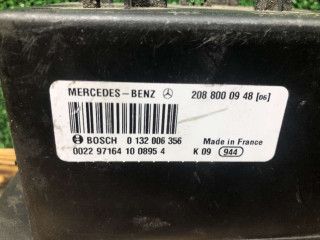 MERCEDES-BENZ 208 800 09 48 [06]
BOSCH 0 132 006 356 Made in France
0022 97164 10 0895 4 K 09 944